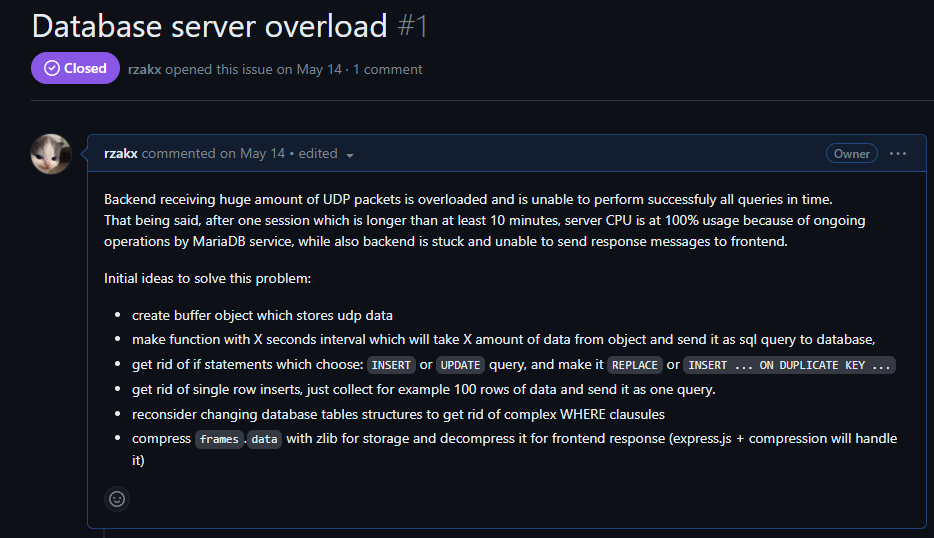 Database server overload #1
Closed rzakx opened this issue on May 14 · 1 comment
rzakx commented on May 14 • edited Owner
Backend receiving huge amount of UDP packets is overloaded and is unable to perform successfuly all queries in time.
That being said, after one session which is longer than at least 10 minutes, server CPU is at 100% usage because of ongoing
operations by MariaDB service, while also backend is stuck and unable to send response messages to frontend.
Initial ideas to solve this problem:
• create buffer object which stores udp data
• make function with X seconds interval which will take X amount of data from object and send it as sql query to database,
• get rid of if statements which choose: INSERT or UPDATE query, and make it REPLACE or INSERT ... ON DUPLICATE KEY ...
• get rid of single row inserts, just collect for example 100 rows of data and send it as one query.
• reconsider changing database tables structures to get rid of complex WHERE clausules
• compress frames.data with zlib for storage and decompress it for frontend response (express.js + compression will handle
it)